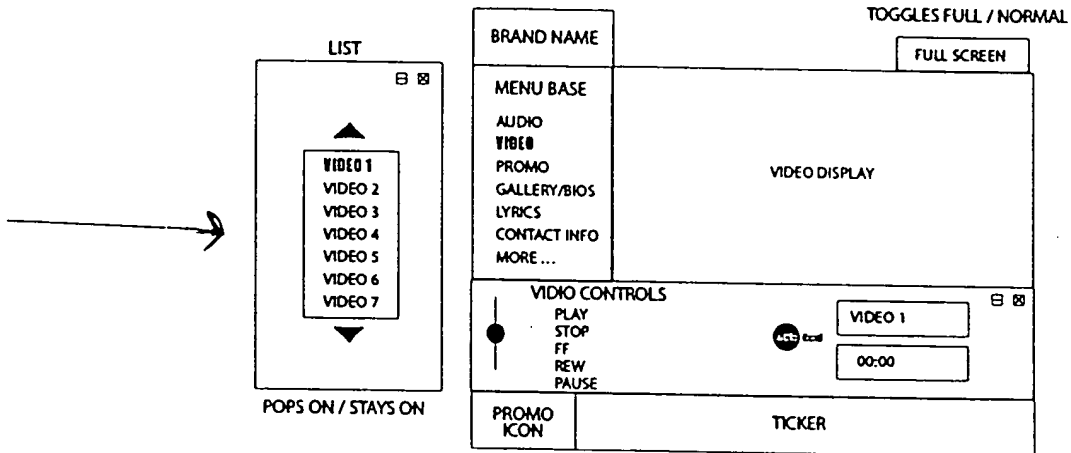 LIST
VIDEO 1
VIDEO 2
VIDEO 3
VIDEO 4
VIDEO 5
VIDEO 6
VIDEO 7
POPS ON / STAYS ON
TOGGLES FULL / NORMAL
BRAND NAME
FULL SCREEN
MENU BASE
AUDIO
VIDEO
PROMO
GALLERY/BIOS
LYRICS
CONTACT INFO
MORE ...
VIDEO DISPLAY
VIDIO CONTROLS
PLAY
STOP
FF
REW
PAUSE
VIDEO 1
00:00
PROMO
ICON
TICKER